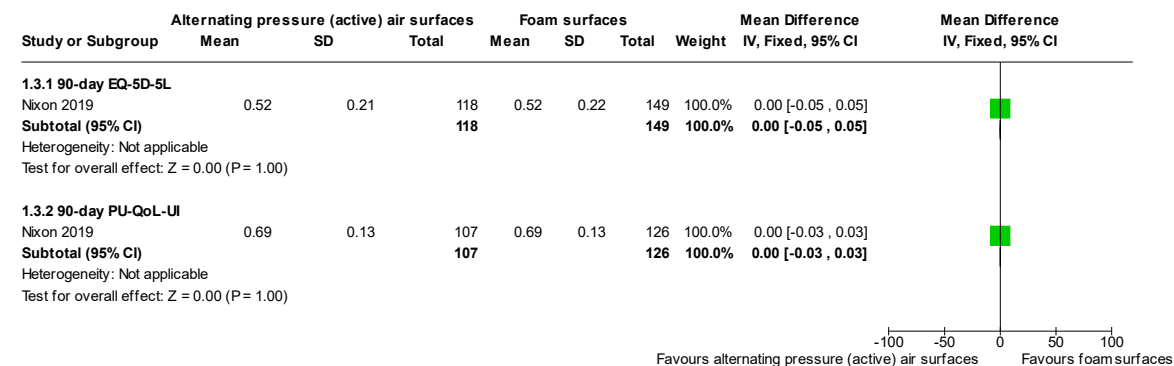 Alternating pressure (active) air surfaces Foam surfaces Mean Difference Mean Difference
Study or Subgroup Mean SD Total Mean SD Total Weight IV, Fixed, 95% CI IV, Fixed, 95% CI
1.3.1 90-day EQ-5D-5L
Nixon 2019 0.52 0.21 118 0.52 0.22 149 100.0% 0.00 [-0.05 , 0.05]
Subtotal (95% CI) 118 149 100.0% 0.00 [-0.05 , 0.05]
Heterogeneity: Not applicable
Test for overall effect: Z = 0.00 (P = 1.00)
1.3.2 90-day PU-QoL-UI
Nixon 2019 0.69 0.13 107 0.69 0.13 126 100.0% 0.00 [-0.03 , 0.03]
Subtotal (95% CI) 107 126 100.0% 0.00 [-0.03 , 0.03]
Heterogeneity: Not applicable
Test for overall effect: Z = 0.00 (P = 1.00)
-100 -50 0 50 100
Favours alternating pressure (active) air surfaces Favours foam surfaces